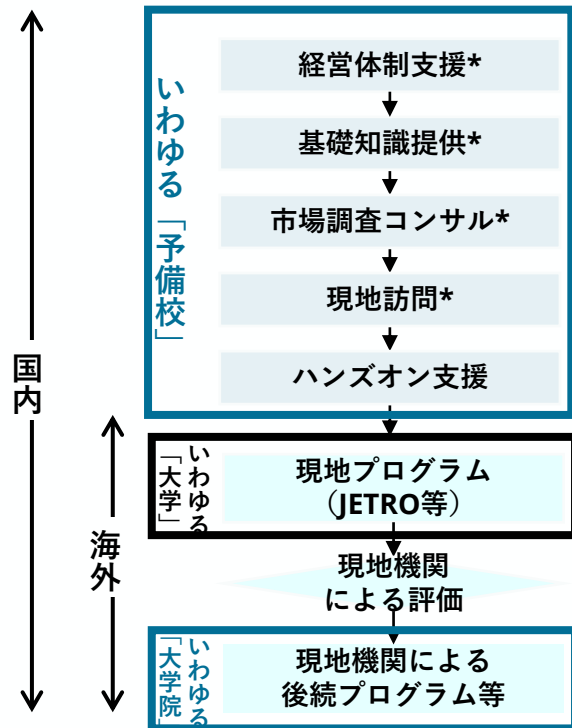 国内
海外
いわゆる「予備校」
経営体制支援*
基礎知識提供*
市場調査コンサル*
現地訪問*
ハンズオン支援
いわゆる
「大学」
現地プログラム
（JETRO等）
現地機関
による評価
いわゆる
「大学院」
現地機関による
後続プログラム等